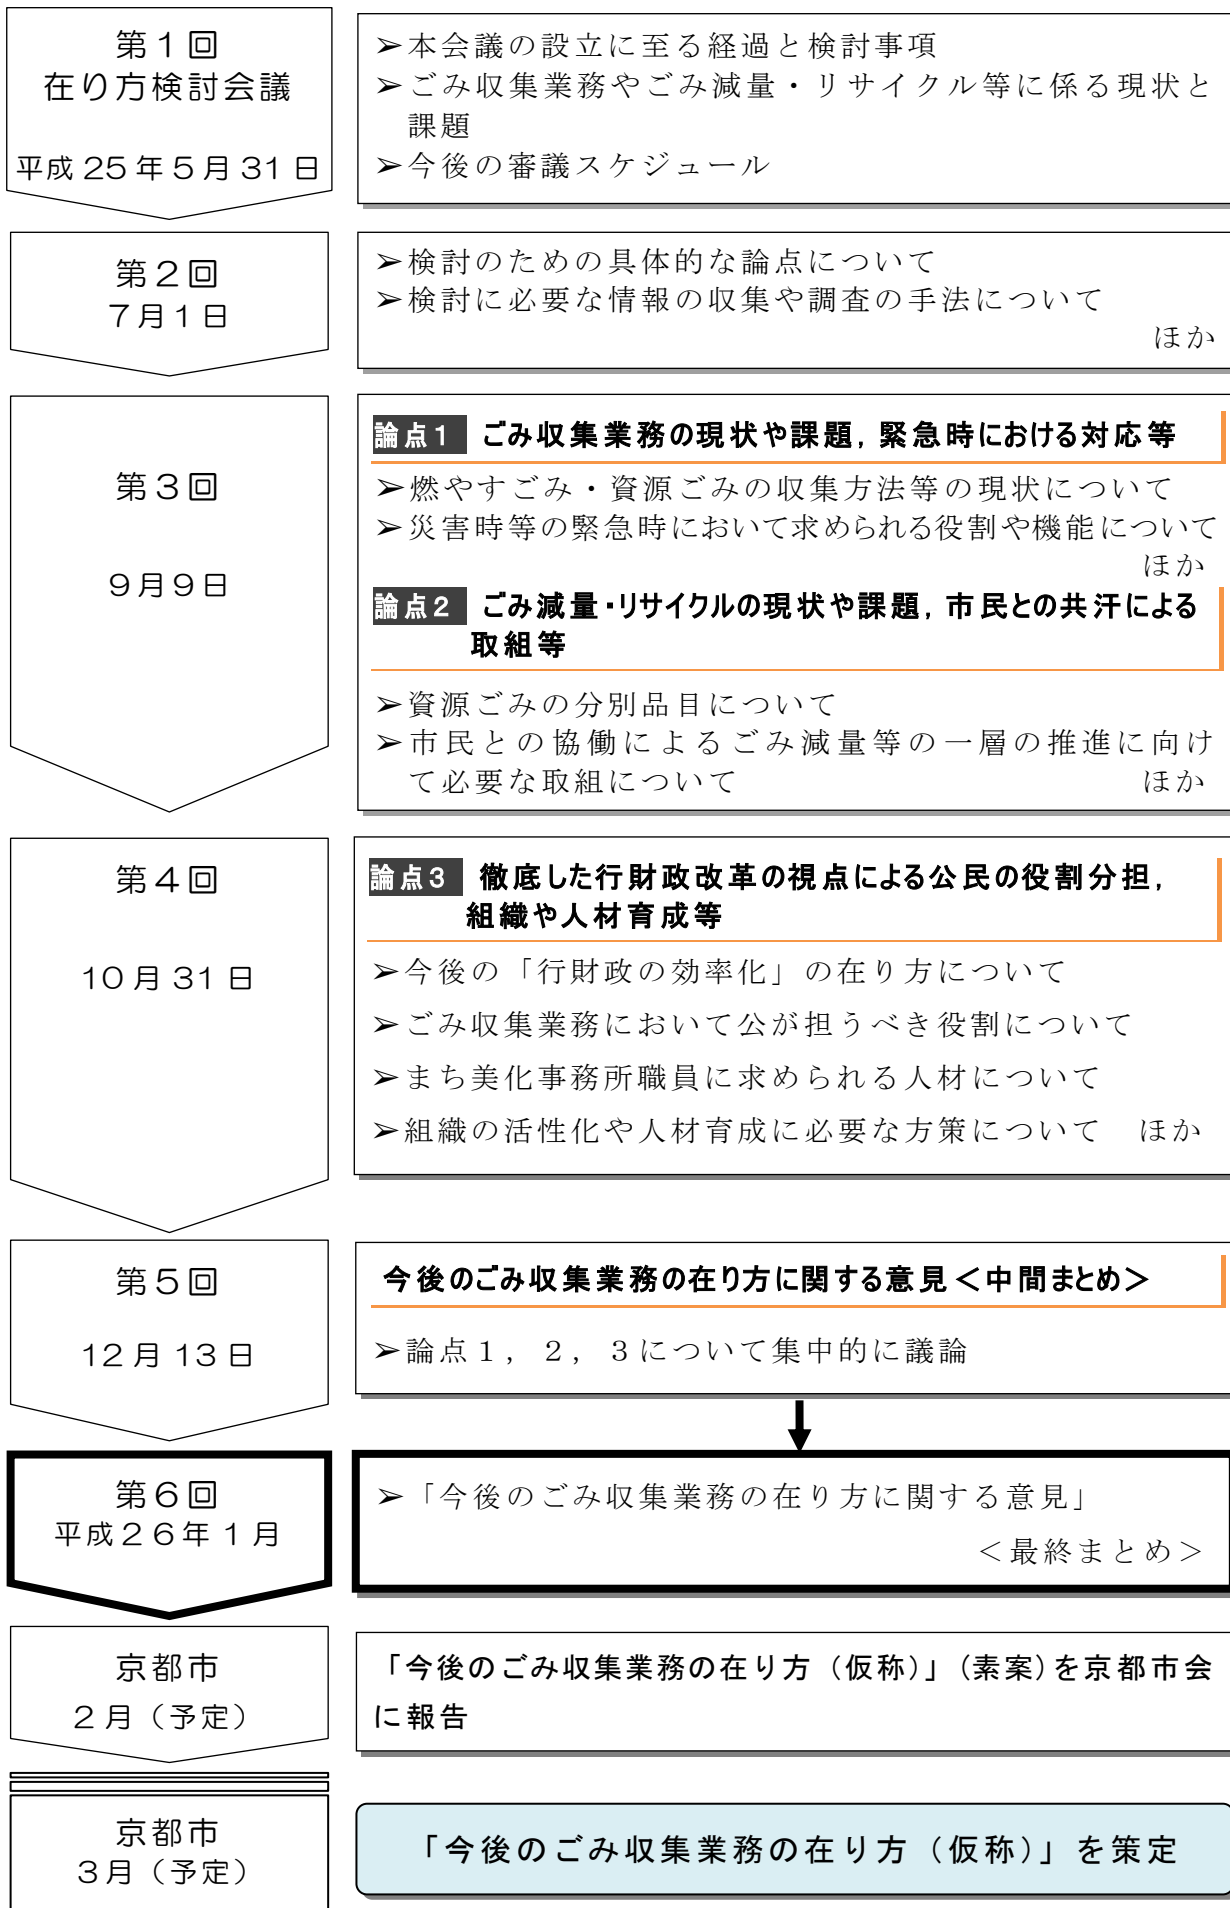 第１回
在り方検討会議
平成25年５月31日
➢本会議の設立に至る経過と検討事項
➢ごみ収集業務やごみ減量・リサイクル等に係る現状と
課題
➢今後の審議スケジュール
第２回
７月１日
➢検討のための具体的な論点について
➢検討に必要な情報の収集や調査の手法について
ほか
第３回
９月９日
論点１ ごみ収集業務の現状や課題，緊急時における対応等
➢燃やすごみ・資源ごみの収集方法等の現状について
➢災害時等の緊急時において求められる役割や機能について
ほか
論点２ ごみ減量・リサイクルの現状や課題，市民との共汗による
取組等
➢資源ごみの分別品目について
➢市民との協働によるごみ減量等の一層の推進に向け
て必要な取組について ほか
第４回
10月31日
論点３ 徹底した行財政改革の視点による公民の役割分担，
組織や人材育成等
➢今後の「行財政の効率化」の在り方について
➢ごみ収集業務において公が担うべき役割について
➢まち美化事務所職員に求められる人材について
➢組織の活性化や人材育成に必要な方策について ほか
第５回
12月13日
今後のごみ収集業務の在り方に関する意見＜中間まとめ＞
➢論点１，２，３について集中的に議論
第６回
平成２６年１月
➢「今後のごみ収集業務の在り方に関する意見」
＜最終まとめ＞
京都市
２月（予定）
「今後のごみ収集業務の在り方（仮称）」（素案）を京都市会
に報告
京都市
３月（予定）
「今後のごみ収集業務の在り方（仮称）」を策定